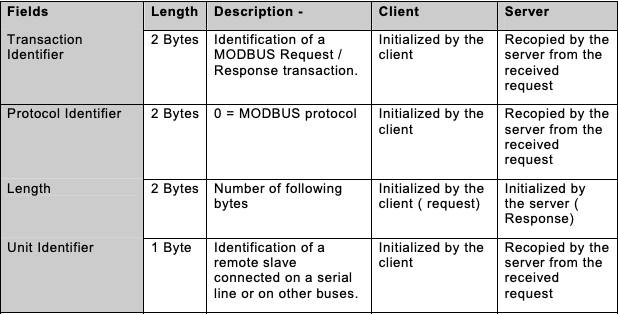 Fields Length Description - Client Server
Transaction Identifier 2 Bytes Identification of a MODBUS Request / Response transaction. Initialized by the client Recopied by the server from the received request
Protocol Identifier 2 Bytes 0 = MODBUS protocol Initialized by the client Recopied by the server from the received request
Length 2 Bytes Number of following bytes Initialized by the client ( request) Initialized by the server ( Response)
Unit Identifier 1 Byte Identification of a remote slave connected on a serial line or on other buses. Initialized by the client Recopied by the server from the received request